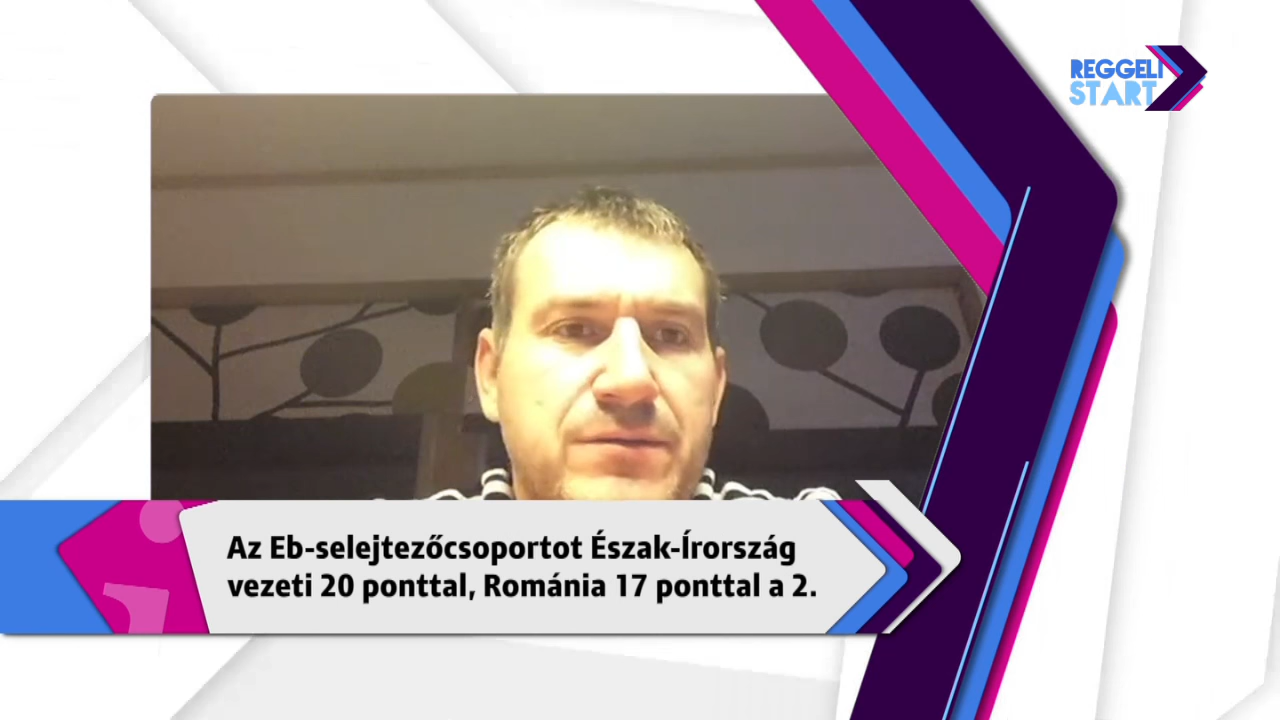 REGGELI
START
Az Eb-selejtezőcsoportot Észak-Írország
vezeti 20 ponttal, Románia 17 ponttal a 2.